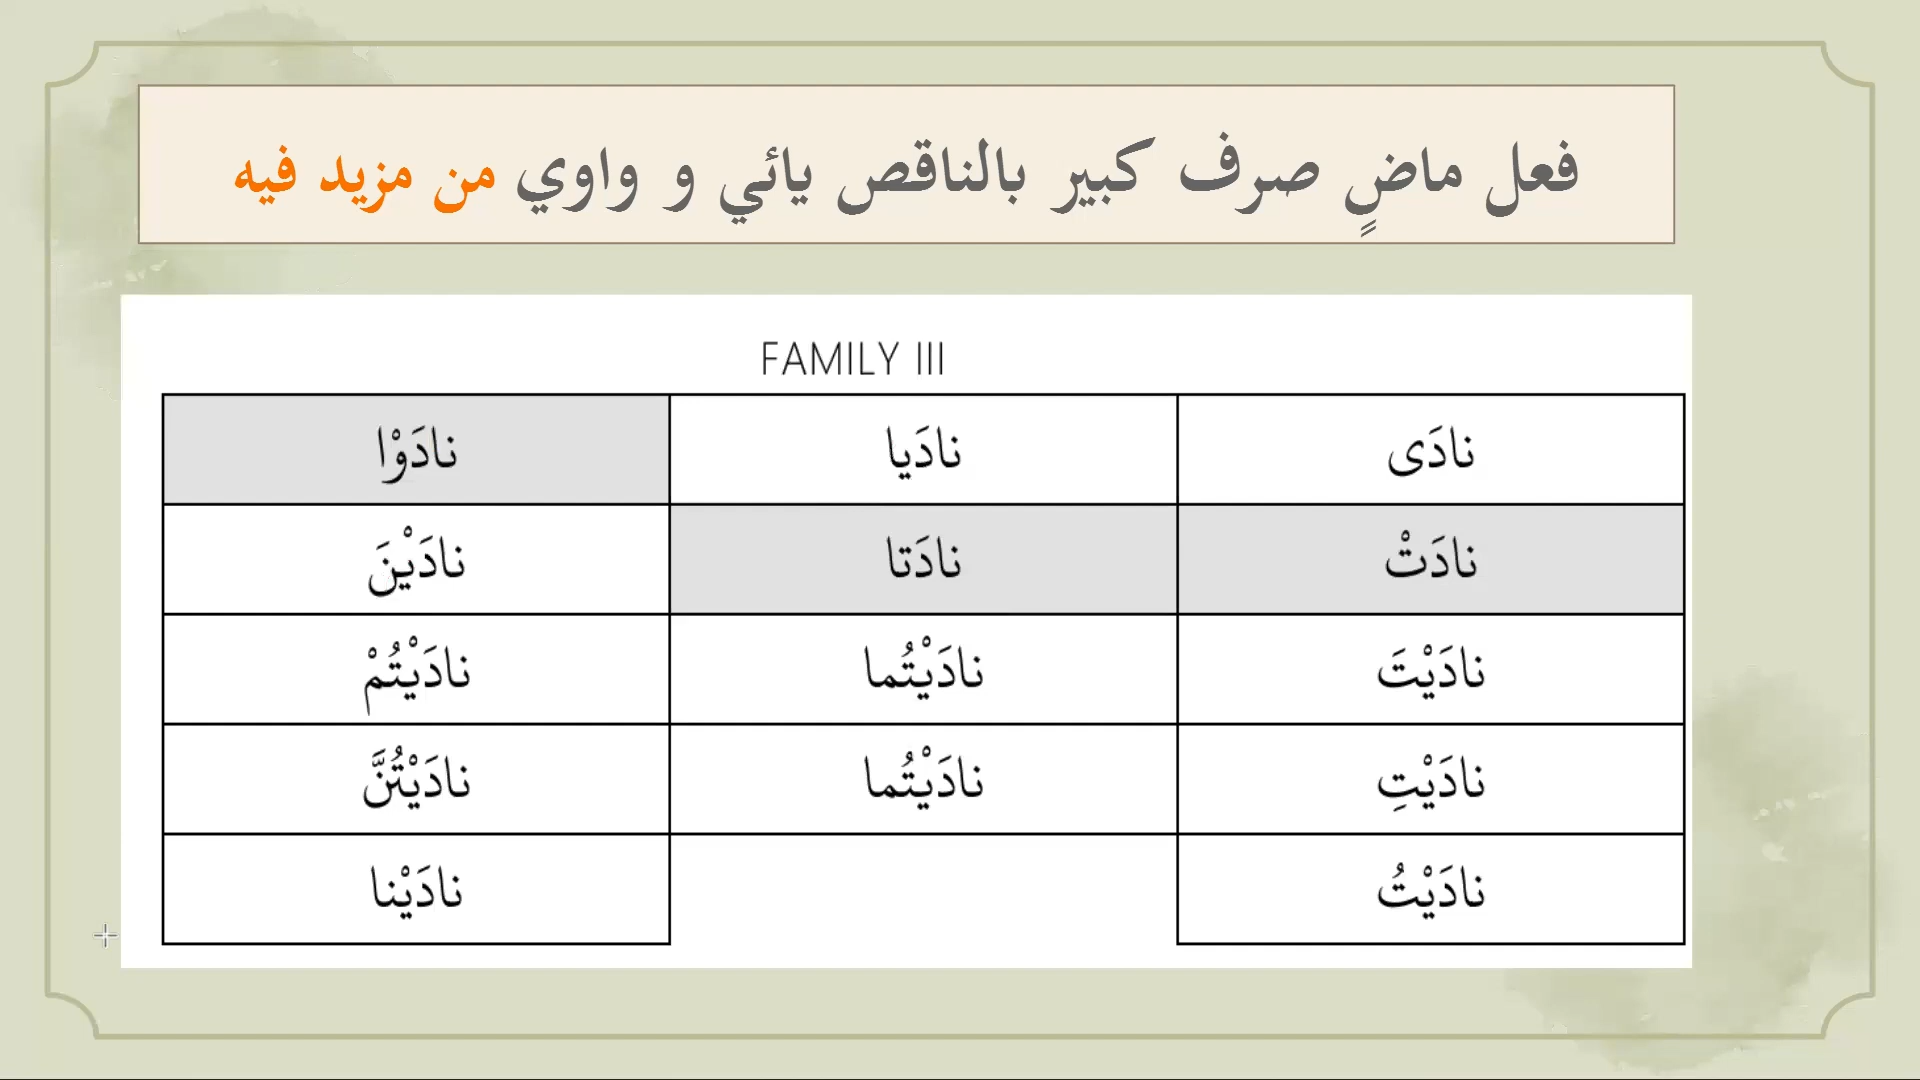 فعل ماضٍ صرف كبير بالناقص يائي و واوي من مزيد فيه
FAMILY III
نادَى نادَيا نادَوْا
نادَتْ نادَتا نادَيْنَ
نادَيْتَ نادَيْتُما نادَيْتُمْ
نادَيْتِ نادَيْتُما نادَيْتُنَّ
نادَيْتُ نادَيْنا